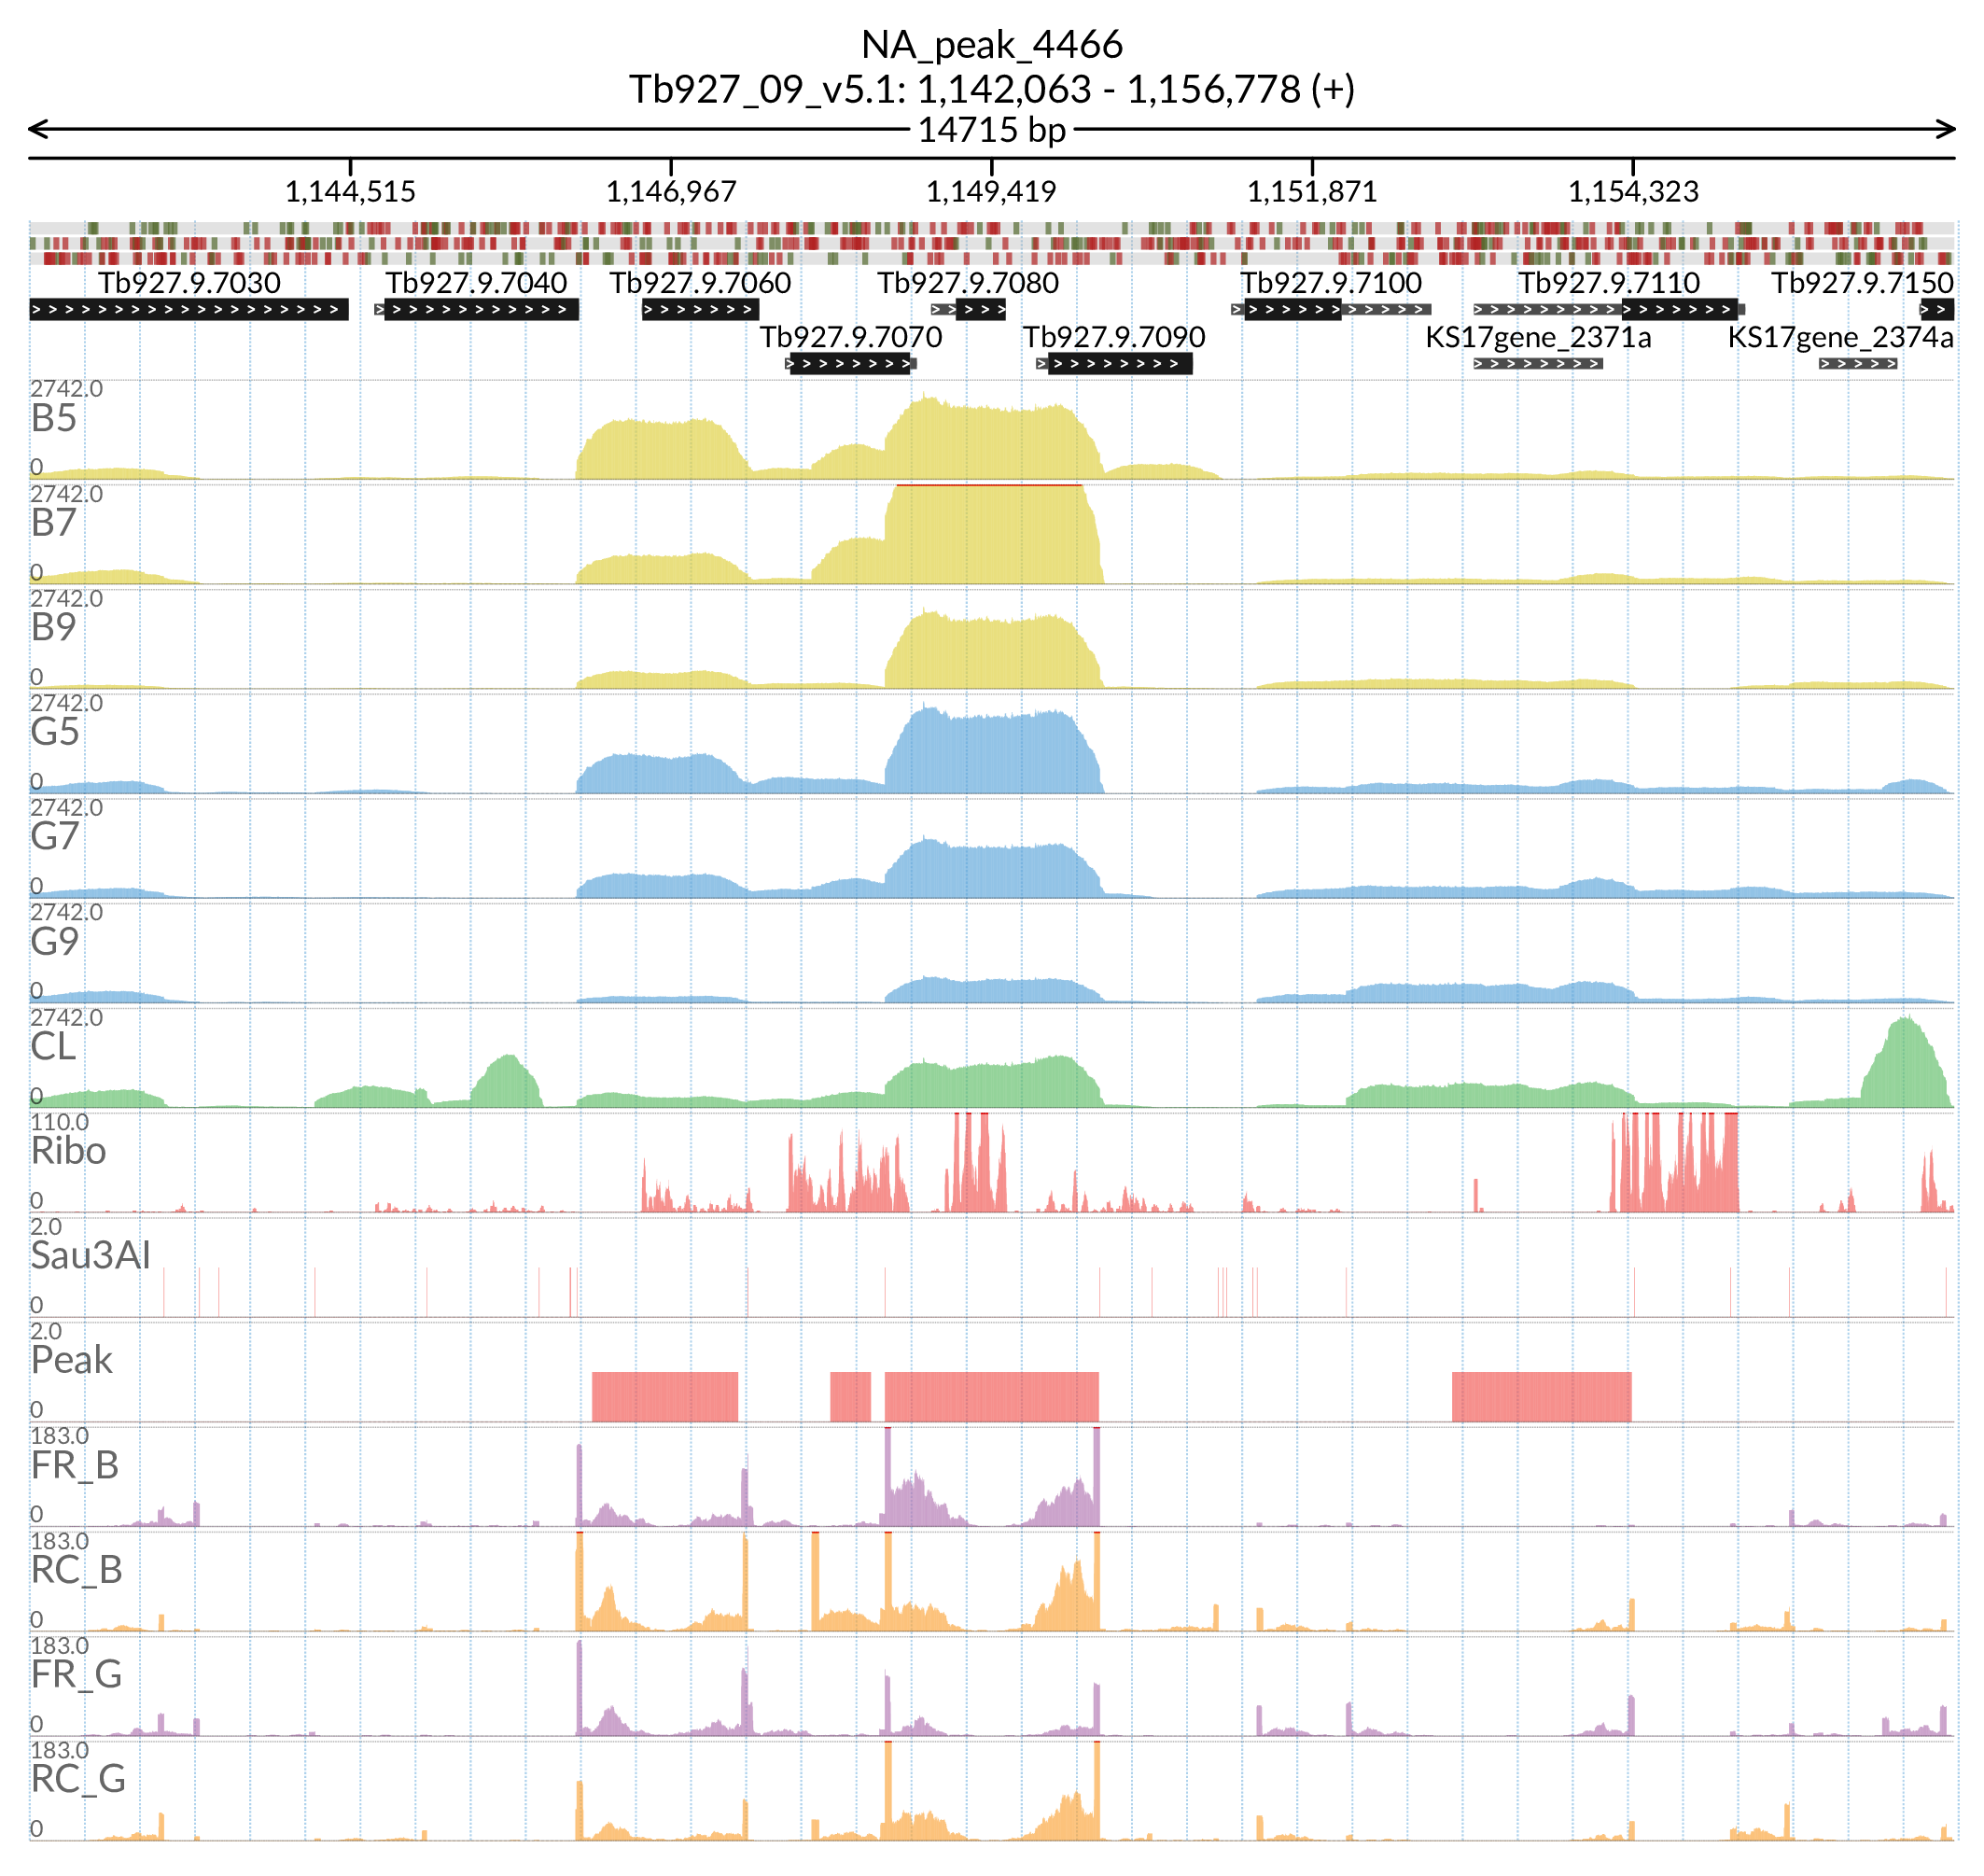 NA_peak_4466
Tb927_09_v5.1: 1,142,063 - 1,156,778 (+)
14715 bp
1,144,515 1,146,967 1,149,419 1,151,871 1,154,323
Tb927.9.7030 Tb927.9.7040 Tb927.9.7060 Tb927.9.7080 Tb927.9.7100 Tb927.9.7110 Tb927.9.7150
Tb927.9.7070 Tb927.9.7090 KS17gene_2371a KS17gene_2374a
2742.0
B5
0
2742.0
B7
0
2742.0
B9
0
2742.0
G5
0
2742.0
G7
0
2742.0
G9
0
2742.0
CL
0
110.0
Ribo
0
2.0
Sau3AI
0
2.0
Peak
0
183.0
FR_B
0
183.0
RC_B
0
183.0
FR_G
0
183.0
RC_G
0